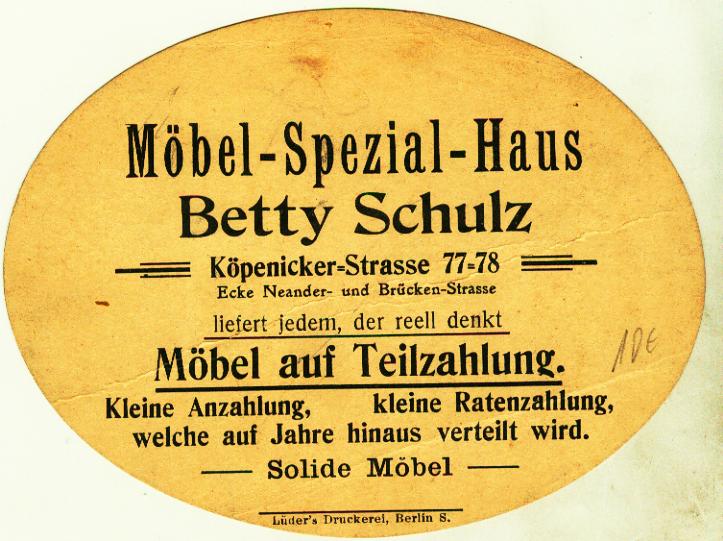 Möbel-Spezial-Haus
Betty Schulz
Köpenicker-Strasse 77-78
Ecke Neander- und Brücken-Strasse
liefert jedem, der reell denkt
Möbel auf Teilzahlung.
Kleine Anzahlung, kleine Ratenzahlung,
welche auf Jahre hinaus verteilt wird.
Solide Möbel
Lüder's Druckerei, Berlin S.